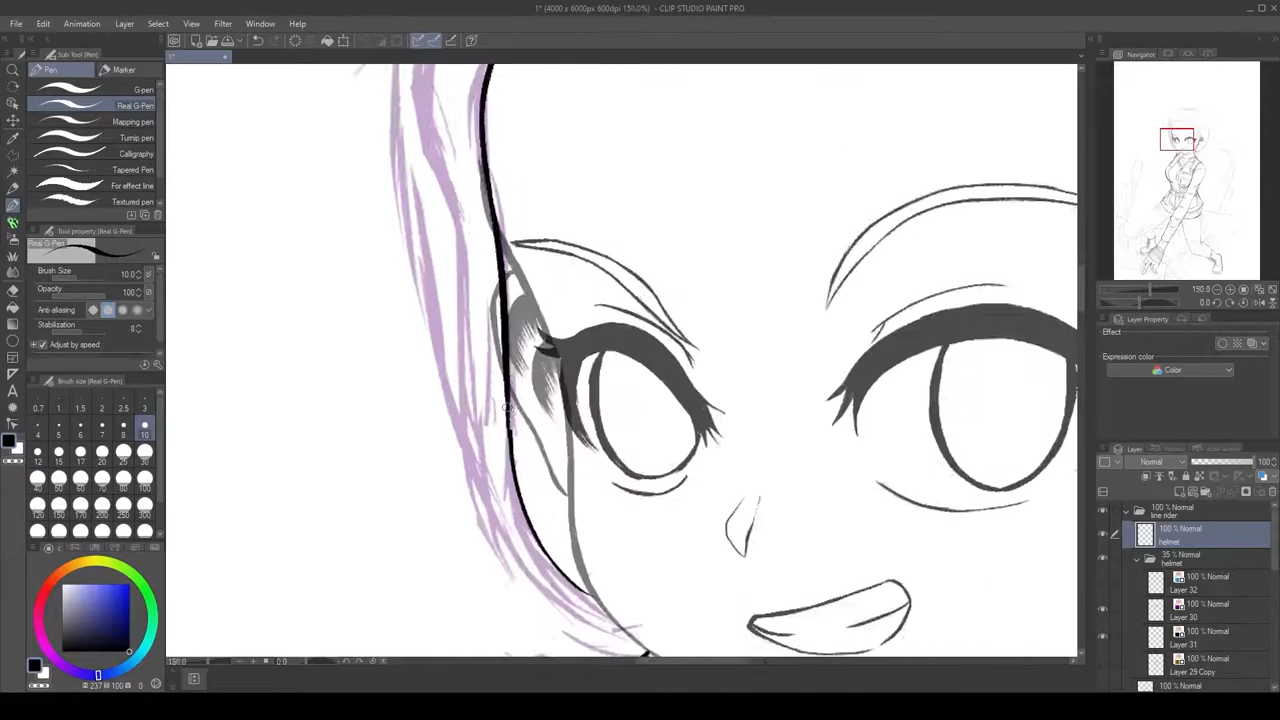 1* (4000 x 6000px 600dpi 150.0%) - CLIP STUDIO PAINT PRO
File Edit Animation Layer Select View Filter Window Help
Sub Tool [Pen]
1*
Navigator
Pen Marker
G-pen
Real G-Pen
Mapping pen
Turnip pen
Calligraphy
Tapered Pen
For effect line
Textured pen
Tool property [Real G-Pen]
Real G-Pen
Brush Size 10.0
Opacity 100
Anti-aliasing
Stabilization 8
Adjust by speed
Brush size [Real G-Pen]
0.7 1 1.5 2 2.5 3
4 5 6 7 8 10
12 15 17 20 25 30
40 50 60 70 80 100
120 150 170 200 250 300
0.0
Layer Property
Effect
Expression color
Color
Layer
Normal 100
100 % Normal
line rider
100 % Normal
helmet
35 % Normal
helmet
100 % Normal
Layer 32
100 % Normal
Layer 30
100 % Normal
Layer 31
100 % Normal
Layer 29 Copy
100 % Normal
150.0 0.0
237 100 0